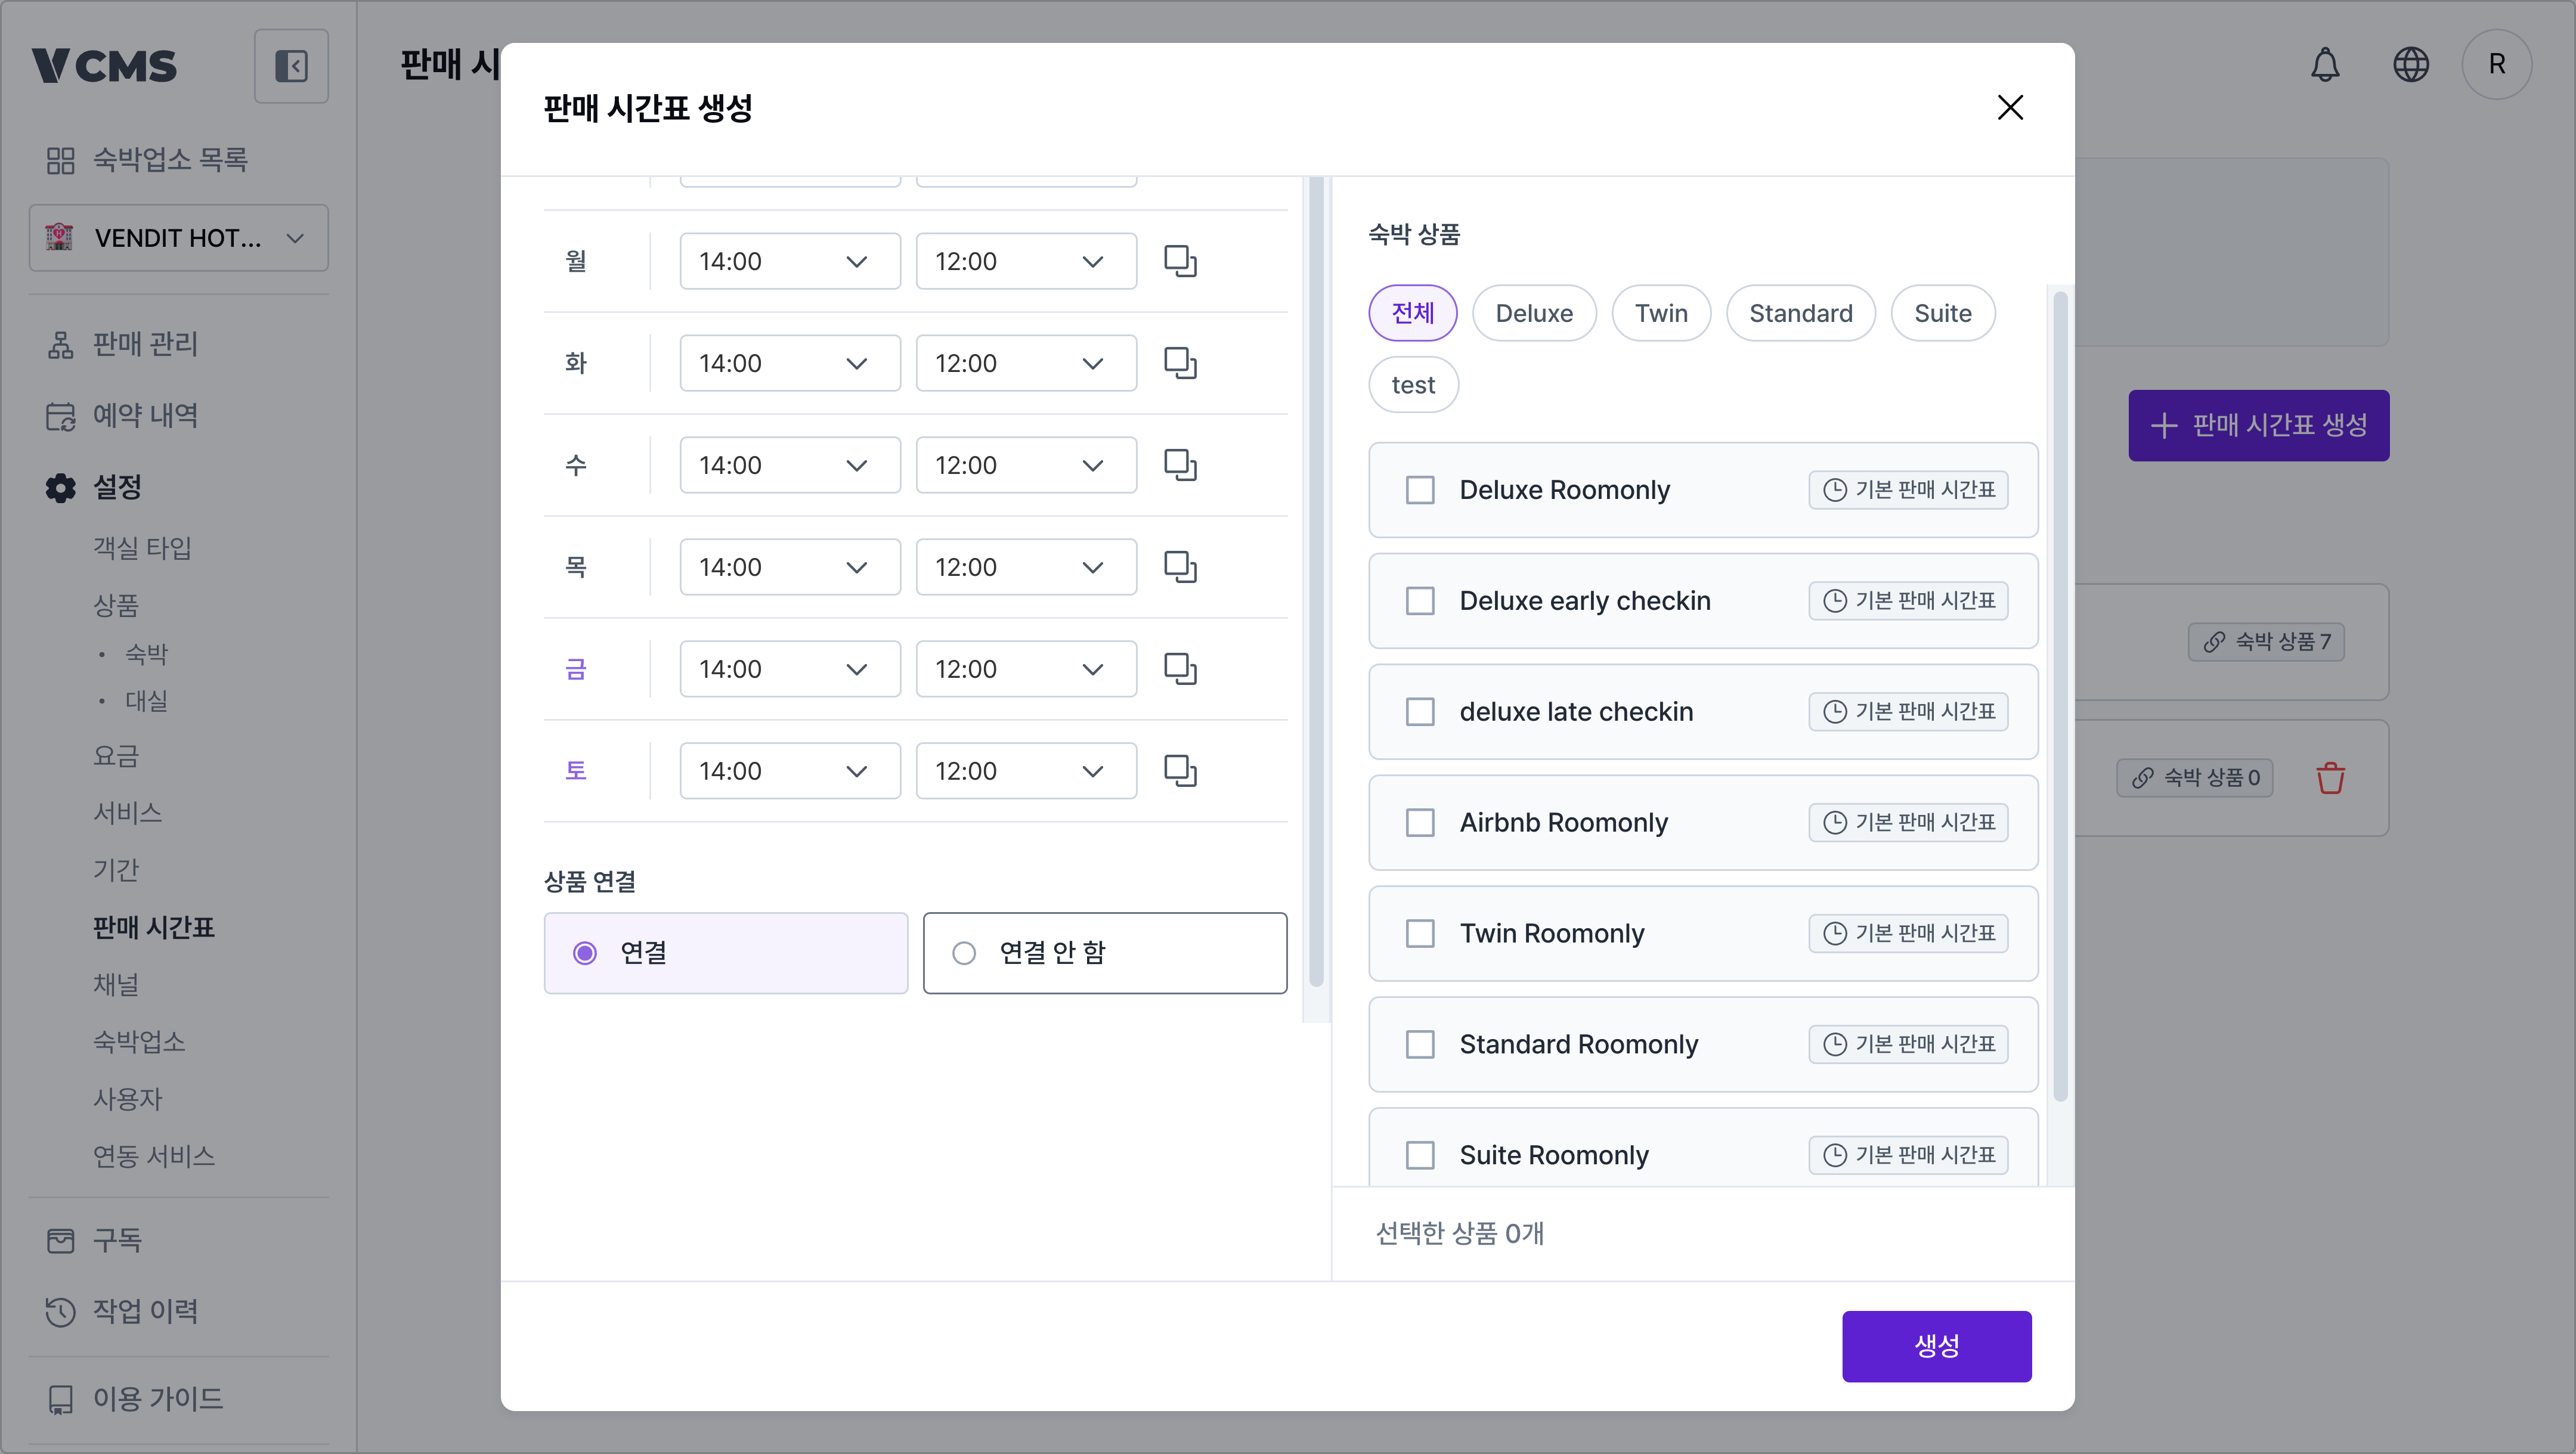 VCMS
숙박업소 목록
VENDIT HOT...
판매 관리
예약 내역
설정
객실 타입
상품
• 숙박
• 대실
요금
서비스
기간
판매 시간표
채널
숙박업소
사용자
연동 서비스
구독
작업 이력
이용 가이드
판매 시
R
판매 시간표 생성
숙박 상품 7
숙박 상품 0
판매 시간표 생성
월 14:00 12:00
화 14:00 12:00
수 14:00 12:00
목 14:00 12:00
금 14:00 12:00
토 14:00 12:00
상품 연결
연결 연결 안 함
숙박 상품
전체 Deluxe Twin Standard Suite
test
Deluxe Roomonly 기본 판매 시간표
Deluxe early checkin 기본 판매 시간표
deluxe late checkin 기본 판매 시간표
Airbnb Roomonly 기본 판매 시간표
Twin Roomonly 기본 판매 시간표
Standard Roomonly 기본 판매 시간표
Suite Roomonly 기본 판매 시간표
선택한 상품 0개
생성